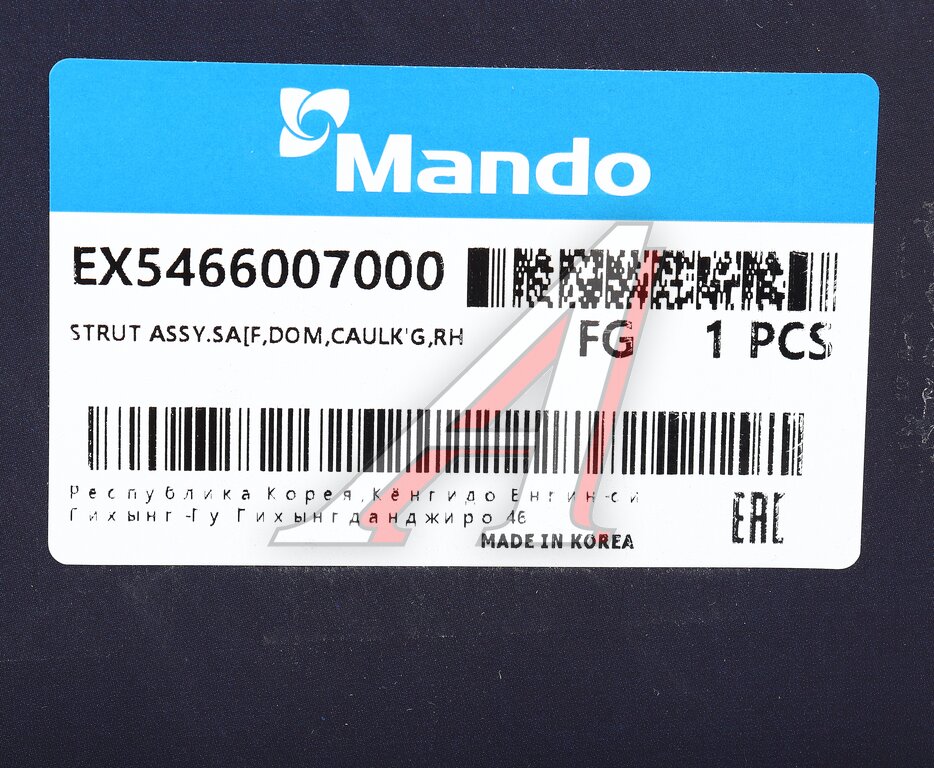 Mando
EX5466007000
STRUT ASSY.SA[F,DOM,CAULK'G,RH
FG 1 PCS
Республика Корея, Кёнгидо Енгин-си
Гихынг-Гу Гихынгданджиро 46
MADE IN KOREA
EAC